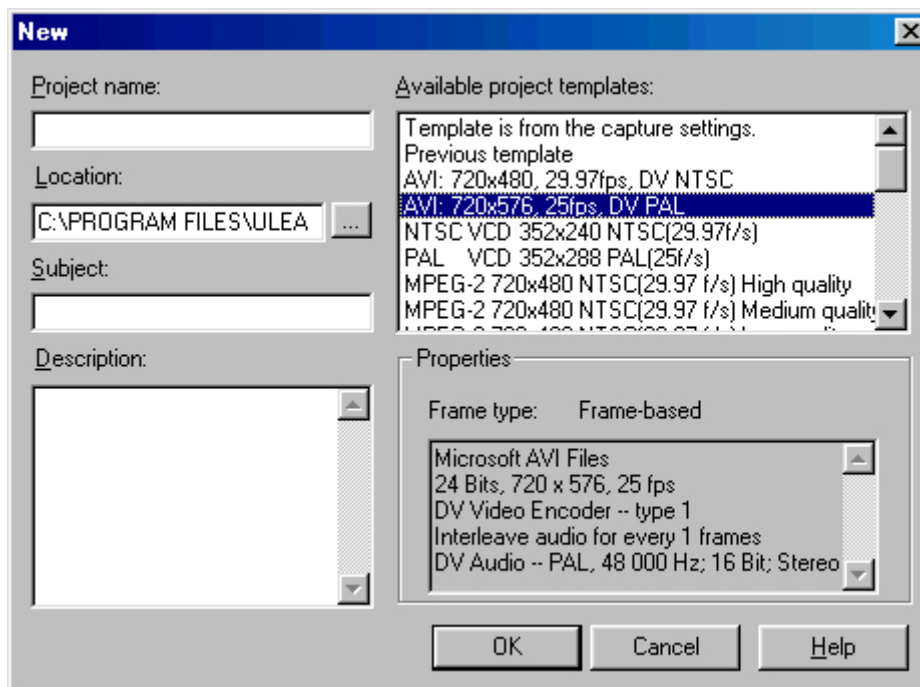 New
Project name:
Location:
C:\PROGRAM FILES\ULEA
...
Subject:
Description:
Available project templates:
Template is from the capture settings.
Previous template
AVI: 720x480, 29.97fps, DV NTSC
AVI: 720x576, 25fps, DV PAL
NTSC VCD 352x240 NTSC(29.97f/s)
PAL VCD 352x288 PAL(25f/s)
MPEG-2 720x480 NTSC(29.97 f/s) High quality
MPEG-2 720x480 NTSC(29.97 f/s) Medium quality
Properties
Frame type: Frame-based
Microsoft AVI Files
24 Bits, 720 x 576, 25 fps
DV Video Encoder -- type 1
Interleave audio for every 1 frames
DV Audio -- PAL, 48 000 Hz; 16 Bit; Stereo
OK Cancel Help